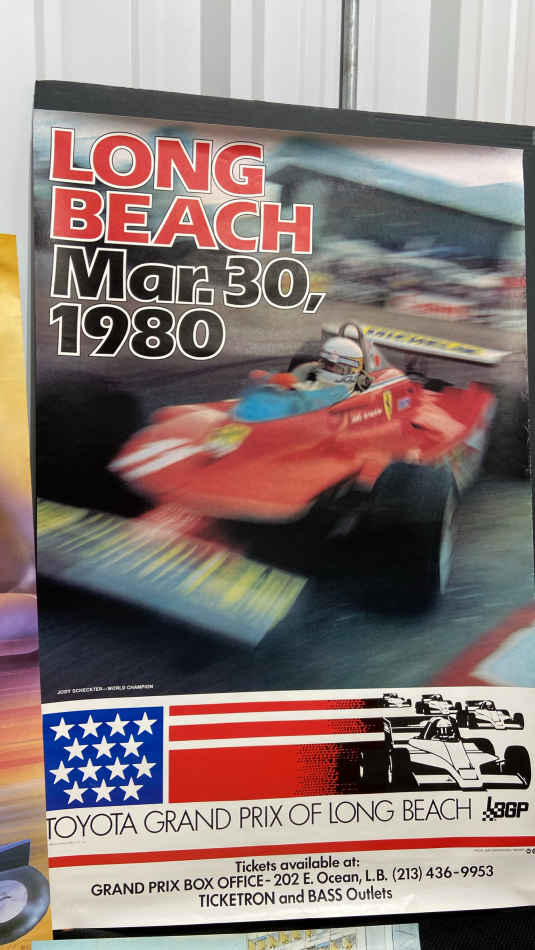 LONG
BEACH
Mar. 30,
1980
JODY SCHECKTER—WORLD CHAMPION
TOYOTA GRAND PRIX OF LONG BEACH
LBGP
Tickets available at:
GRAND PRIX BOX OFFICE - 202 E. Ocean, L.B. (213) 436-9953
TICKETRON and BASS Outlets